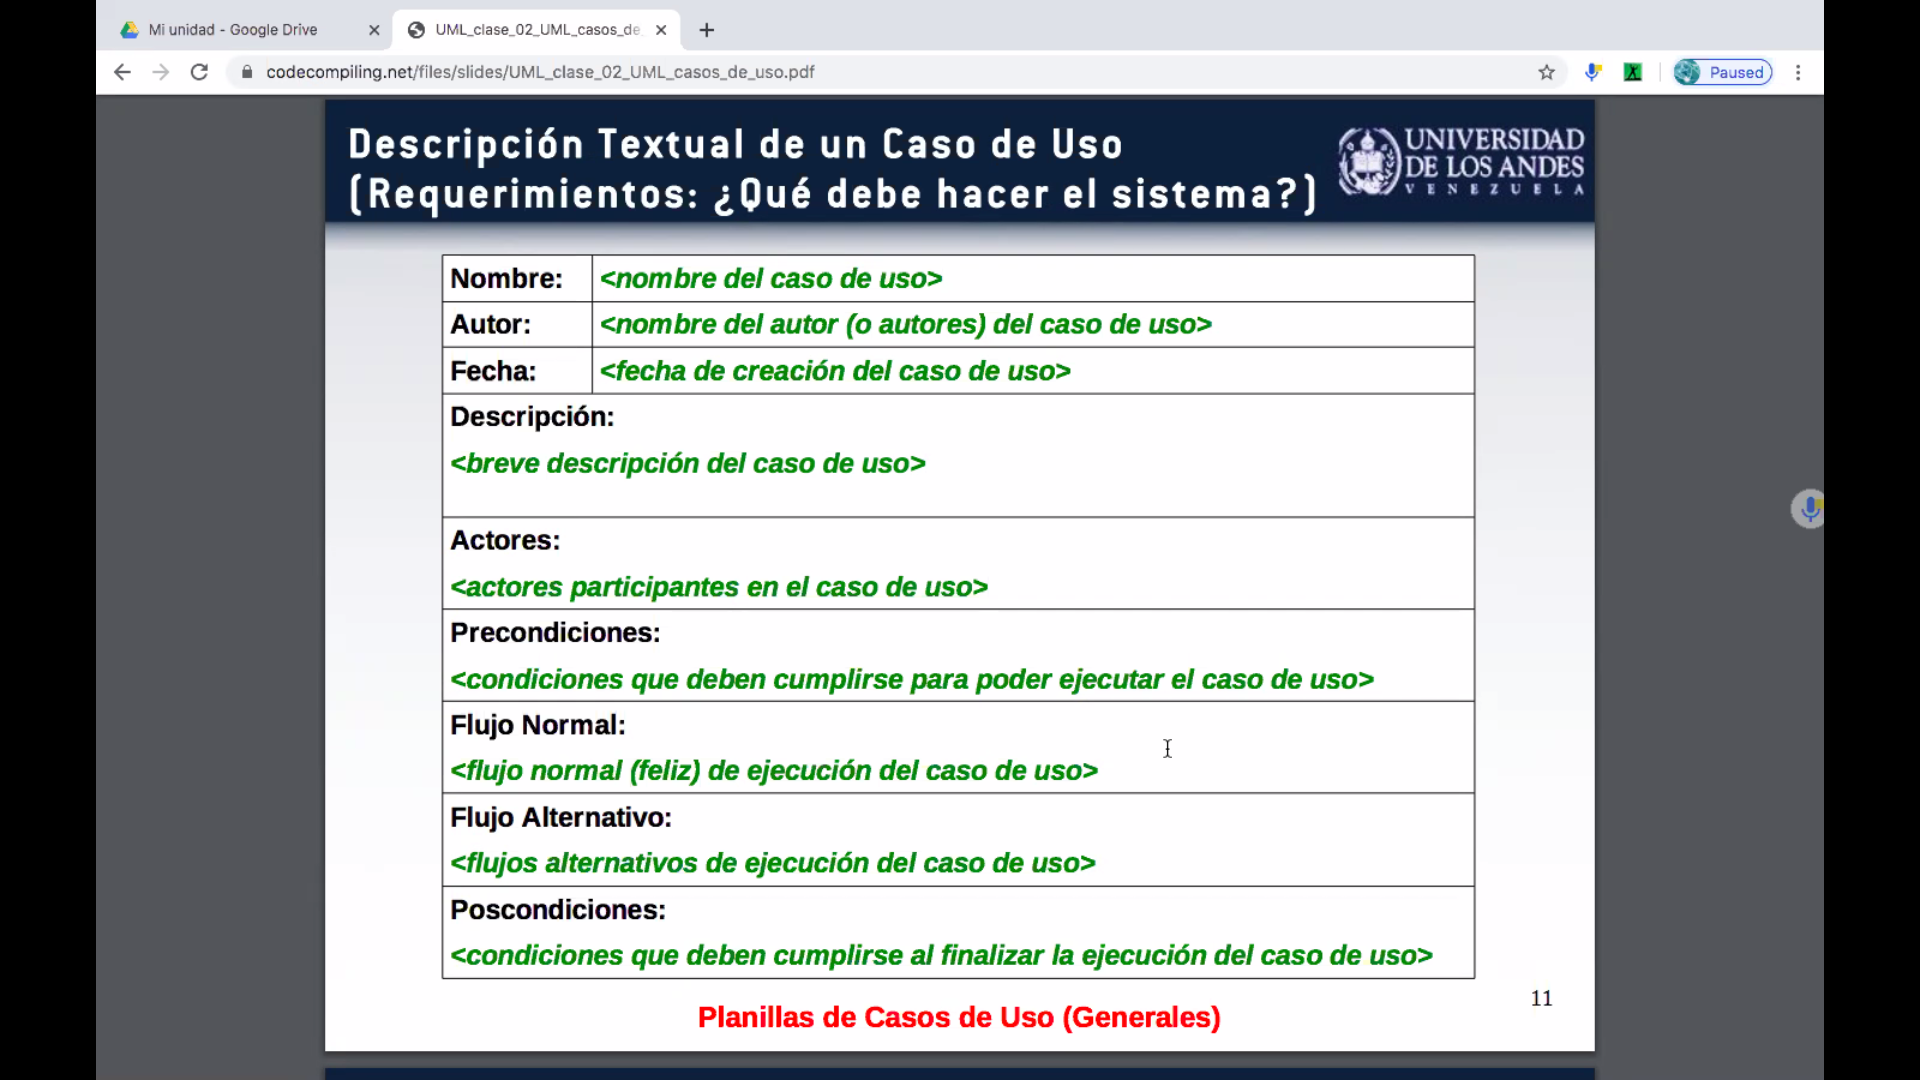 Mi unidad - Google Drive
UML_clase_02_UML_casos_de_
codecompiling.net/files/slides/UML_clase_02_UML_casos_de_uso.pdf
Paused
Descripción Textual de un Caso de Uso
(Requerimientos: ¿Qué debe hacer el sistema?)
UNIVERSIDAD
DE LOS ANDES
VENEZUELA
Nombre: <nombre del caso de uso>
Autor: <nombre del autor (o autores) del caso de uso>
Fecha: <fecha de creación del caso de uso>
Descripción:
<breve descripción del caso de uso>
Actores:
<actores participantes en el caso de uso>
Precondiciones:
<condiciones que deben cumplirse para poder ejecutar el caso de uso>
Flujo Normal:
<flujo normal (feliz) de ejecución del caso de uso>
Flujo Alternativo:
<flujos alternativos de ejecución del caso de uso>
Poscondiciones:
<condiciones que deben cumplirse al finalizar la ejecución del caso de uso>
11
Planillas de Casos de Uso (Generales)